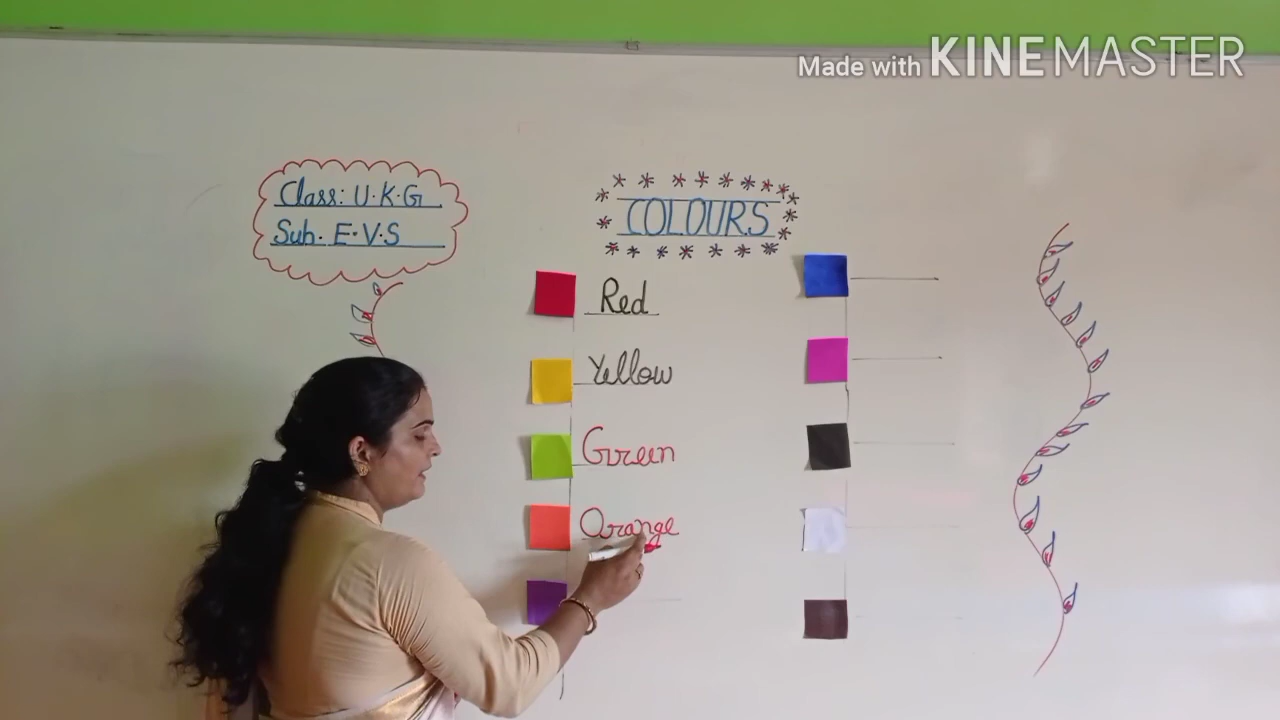 Made with KINEMASTER
Class: U.K.G
Sub. E.V.S
COLOURS
Red
Yellow
Green
Orange